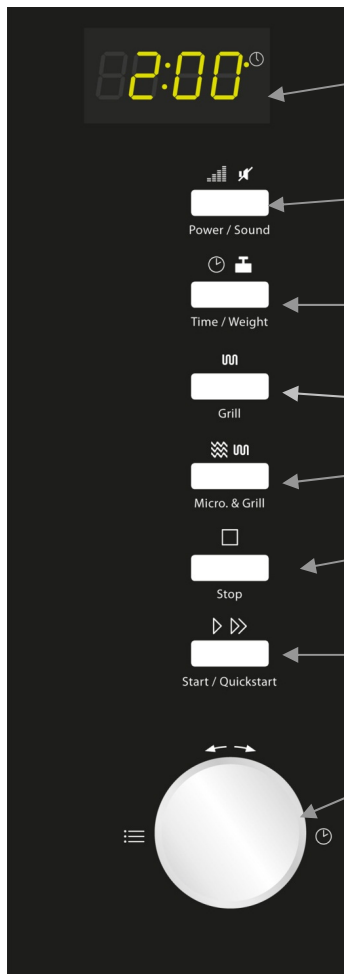 2:00
Power / Sound
Time / Weight
Grill
Micro. & Grill
Stop
Start / Quickstart